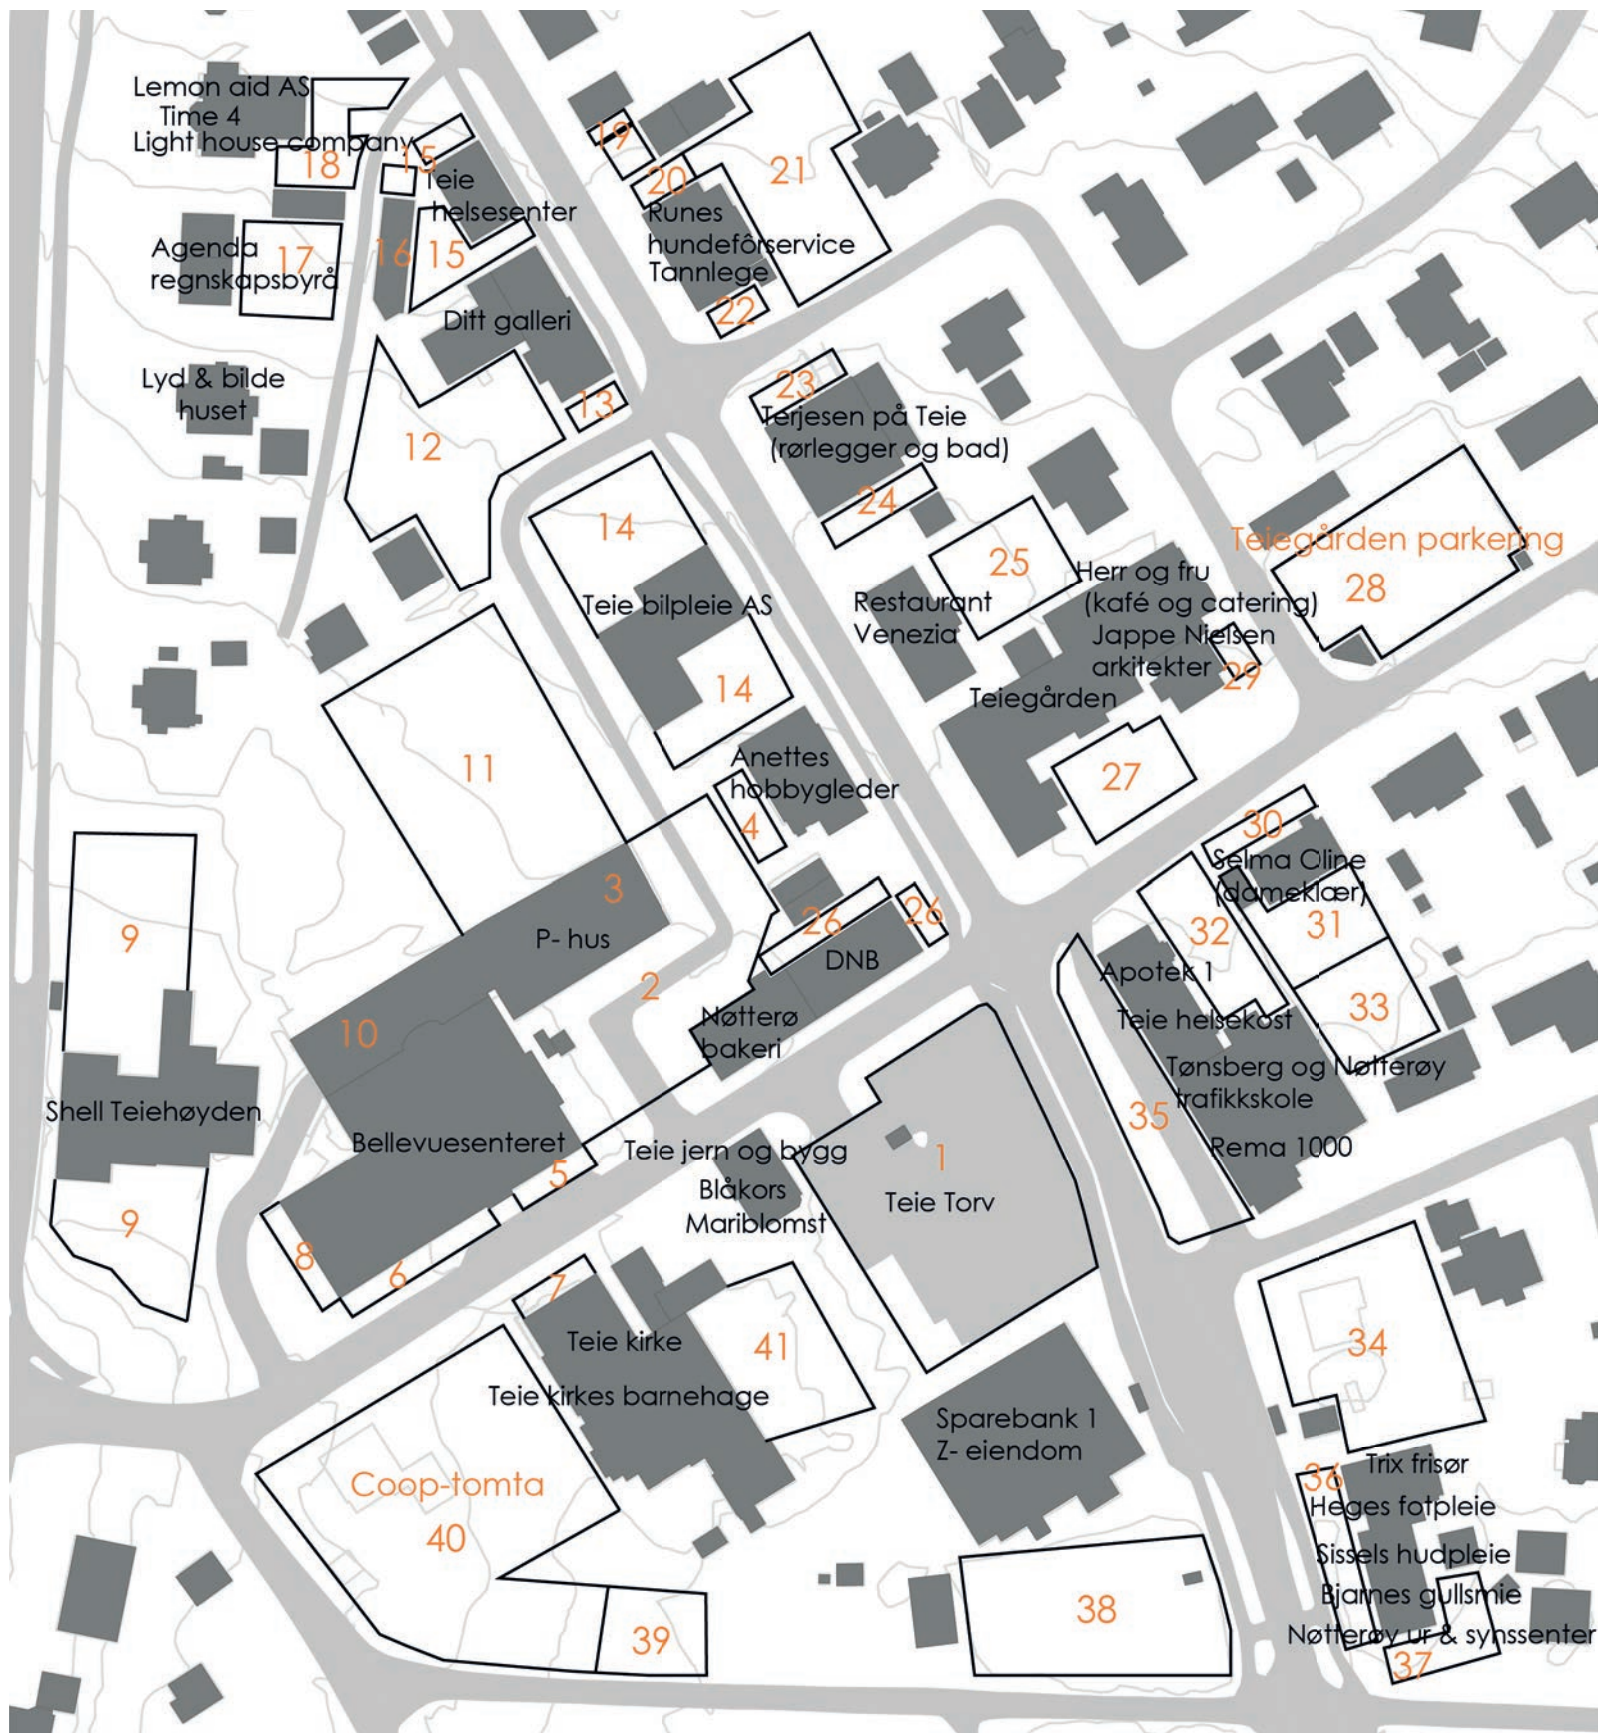 Lemon aid AS
Time 4
Light house company
18
15
Teie
helsesenter
19
20
21
Runes
hundefôrservice
Tannlege
22
Agenda
regnskapsbyrå
17
16
15
Ditt galleri
Lyd & bilde
huset
12
13
23
Terjesen på Teie
(rørlegger og bad)
24
14
Teie bilpleie AS
14
25
Restaurant
Venezia
Herr og fru
(kafé og catering)
Jappe Nielsen
arkitekter
29
Teiegården
Teiegården parkering
28
11
Anettes
hobbygleder
4
27
30
Selma Oline
(dameklær)
31
32
33
9
3
P- hus
2
26
26
DNB
Nøtterø
bakeri
10
Apotek 1
Teie helsekost
Tønsberg og Nøtterøy
trafikkskole
Rema 1000
35
Shell Teiehøyden
9
Bellevuesenteret
5
8
6
Teie jern og bygg
Blåkors
Mariblomst
1
Teie Torv
7
Teie kirke
Teie kirkes barnehage
41
34
Sparebank 1
Z- eiendom
Coop-tomta
40
39
38
Trix frisør
36
Heges fotpleie
Sissels hudpleie
Bjarnes gullsmie
Nøtterøy ur & synssenter
37